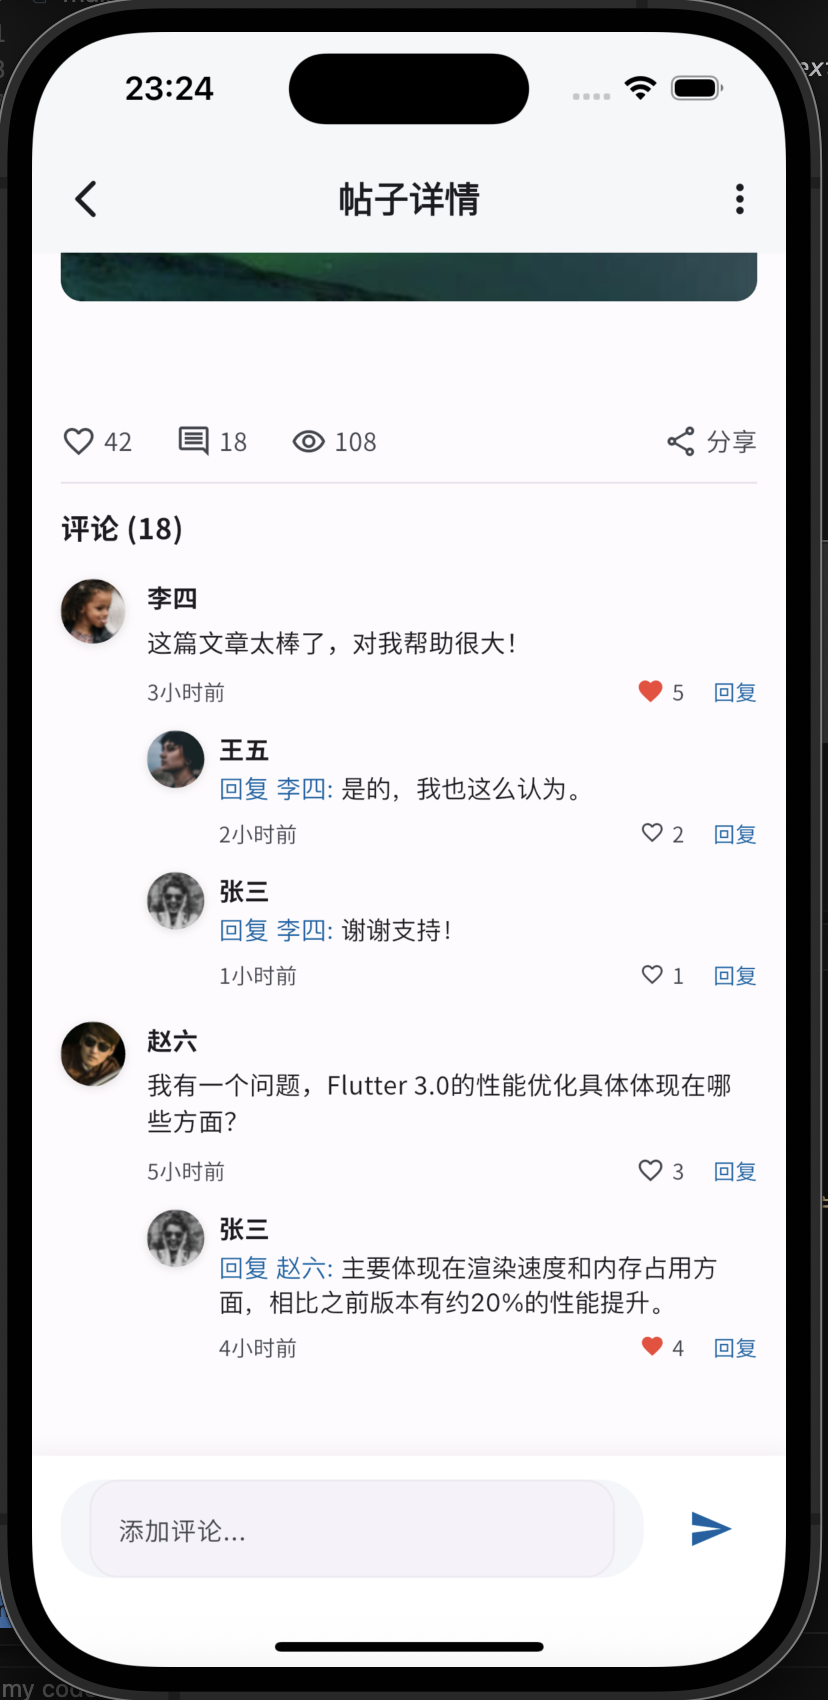 23:24
帖子详情
42 18 108 分享
评论 (18)
李四
这篇文章太棒了，对我帮助很大！
3小时前 5 回复
王五
回复 李四: 是的，我也这么认为。
2小时前 2 回复
张三
回复 李四: 谢谢支持！
1小时前 1 回复
赵六
我有一个问题，Flutter 3.0的性能优化具体体现在哪
些方面？
5小时前 3 回复
张三
回复 赵六: 主要体现在渲染速度和内存占用方
面，相比之前版本有约20%的性能提升。
4小时前 4 回复
添加评论...
my